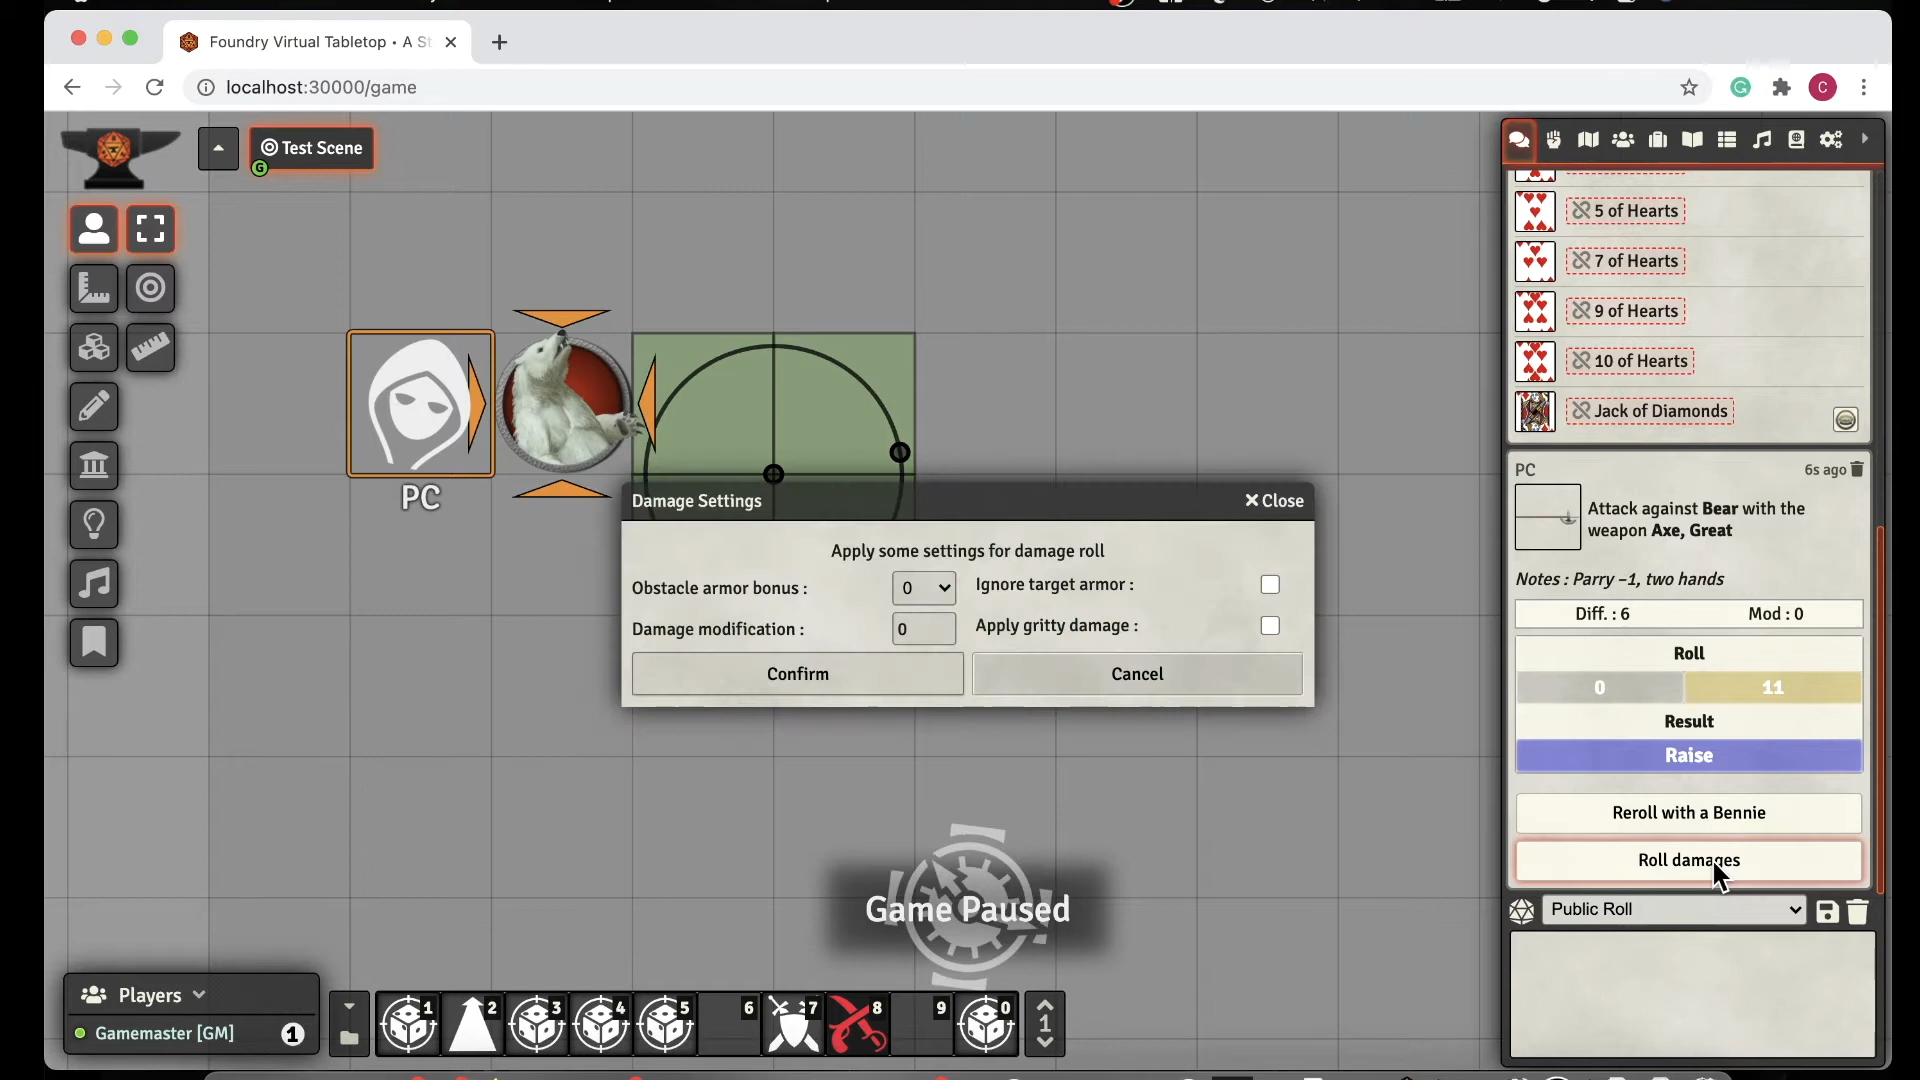 Foundry Virtual Tabletop • A St
localhost:30000/game
C
Test Scene
G
5 of Hearts
7 of Hearts
9 of Hearts
10 of Hearts
Jack of Diamonds
PC
Damage Settings
Close
Apply some settings for damage roll
Obstacle armor bonus :
0
Ignore target armor :
Damage modification :
0
Apply gritty damage :
Confirm
Cancel
PC
6s ago
Attack against Bear with the
weapon Axe, Great
Notes : Parry −1, two hands
Diff. : 6
Mod : 0
Roll
0
11
Result
Raise
Reroll with a Bennie
Roll damages
Public Roll
Game Paused
Players
Gamemaster [GM]
1
1
2
3
4
5
6
7
8
9
0
1